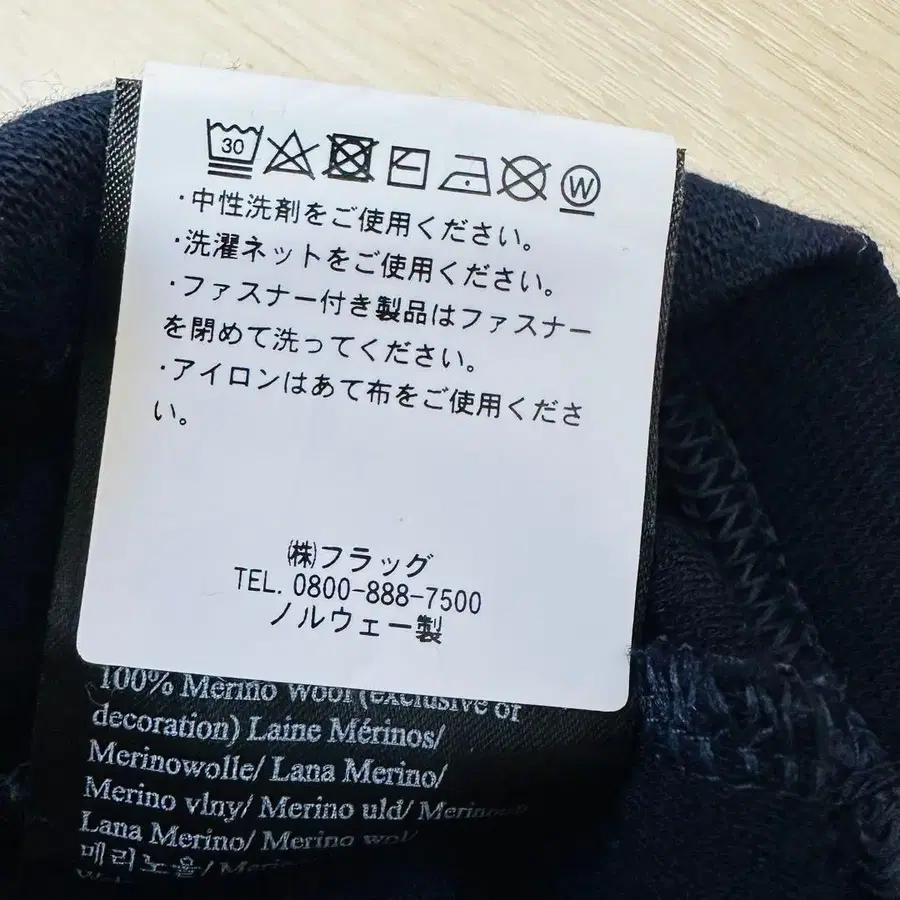 30
W
・中性洗剤をご使用ください。
・洗濯ネットをご使用ください。
・ファスナー付き製品はファスナー
を閉めて洗ってください。
・アイロンはあて布をご使用くださ
い。
㈱フラッグ
TEL. 0800-888-7500
ノルウェー製
100% Merino Wool (exclusive of
decoration) Laine Mérinos/
Merinowolle/ Lana Merino/
Merino vlny/ Merino uld/
Lana Merino/ Merino wol/
메리노울/